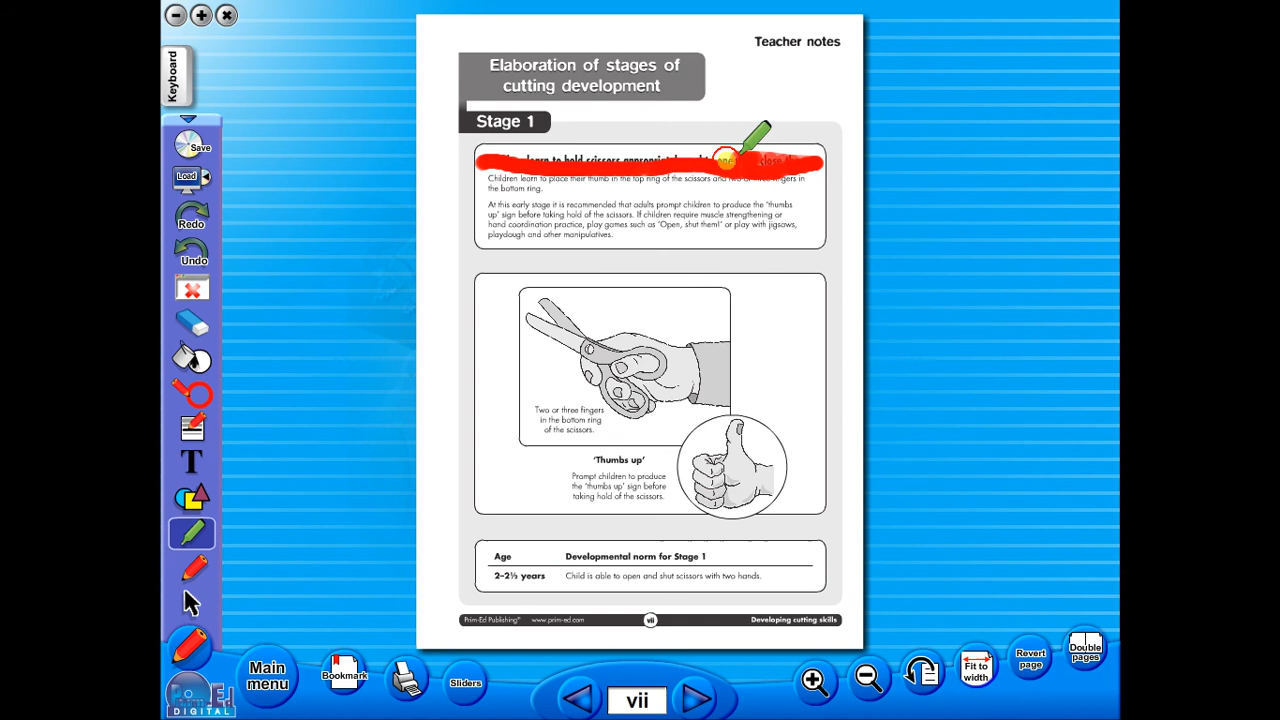 Keyboard
Teacher notes
Elaboration of stages of
cutting development
Stage 1
learn to hold scissors
close
Children learn to place their thumb in the top ring of the scissors and two or three fingers in
the bottom ring.
At this early stage it is recommended that adults prompt children to produce the 'thumbs
up' sign before taking hold of the scissors. If children require muscle strengthening or
hand coordination practice, play games such as 'Open, shut them!' or play with jigsaws,
playdough and other manipulatives.
Two or three fingers
in the bottom ring
of the scissors.
'Thumbs up'
Prompt children to produce
the 'thumbs up' sign before
taking hold of the scissors.
Age Developmental norm for Stage 1
2–2½ years Child is able to open and shut scissors with two hands.
Prim-Ed Publishing® www.prim-ed.com vii Developing cutting skills
Save
Load
Redo
Undo
T
Main
menu
Bookmark
Sliders
vii
Fit to
width
Revert
page
Double
pages
Prim Ed
DIGITAL